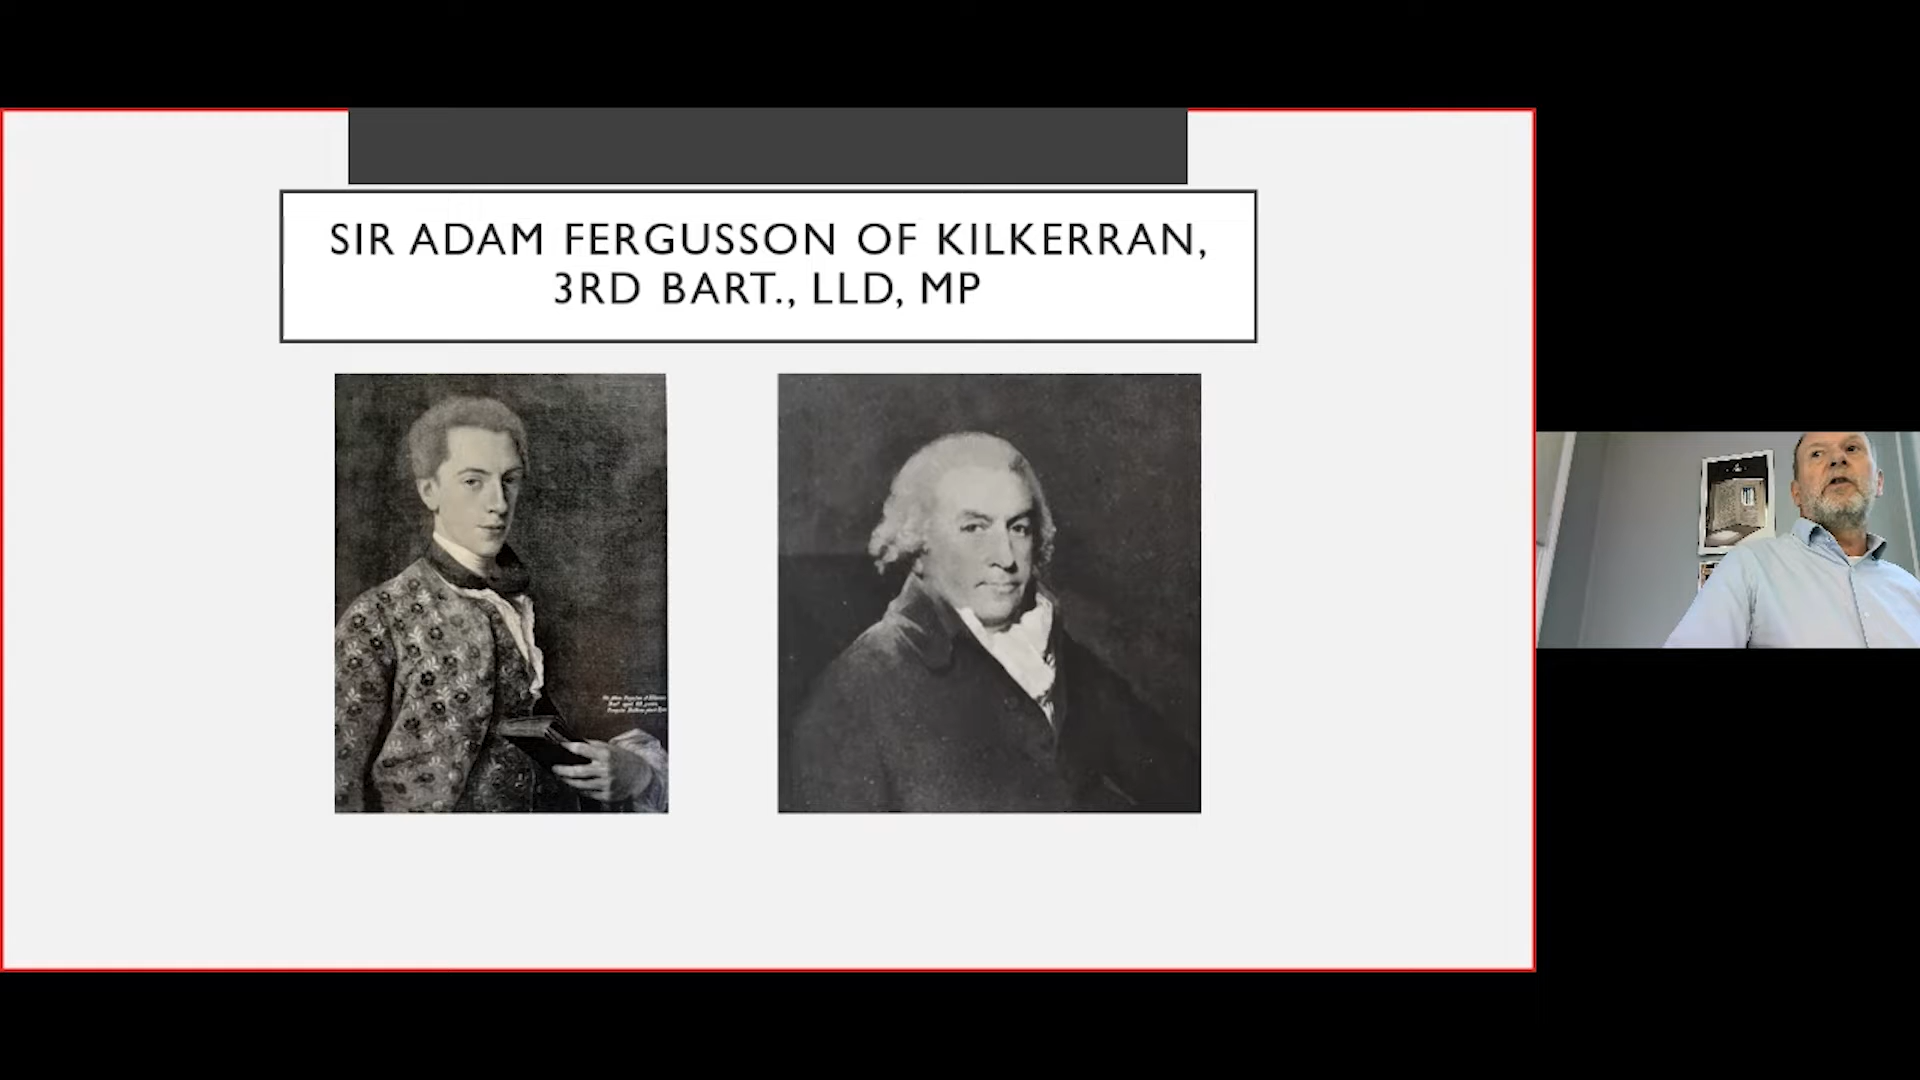 SIR ADAM FERGUSSON OF KILKERRAN,
3RD BART., LLD, MP